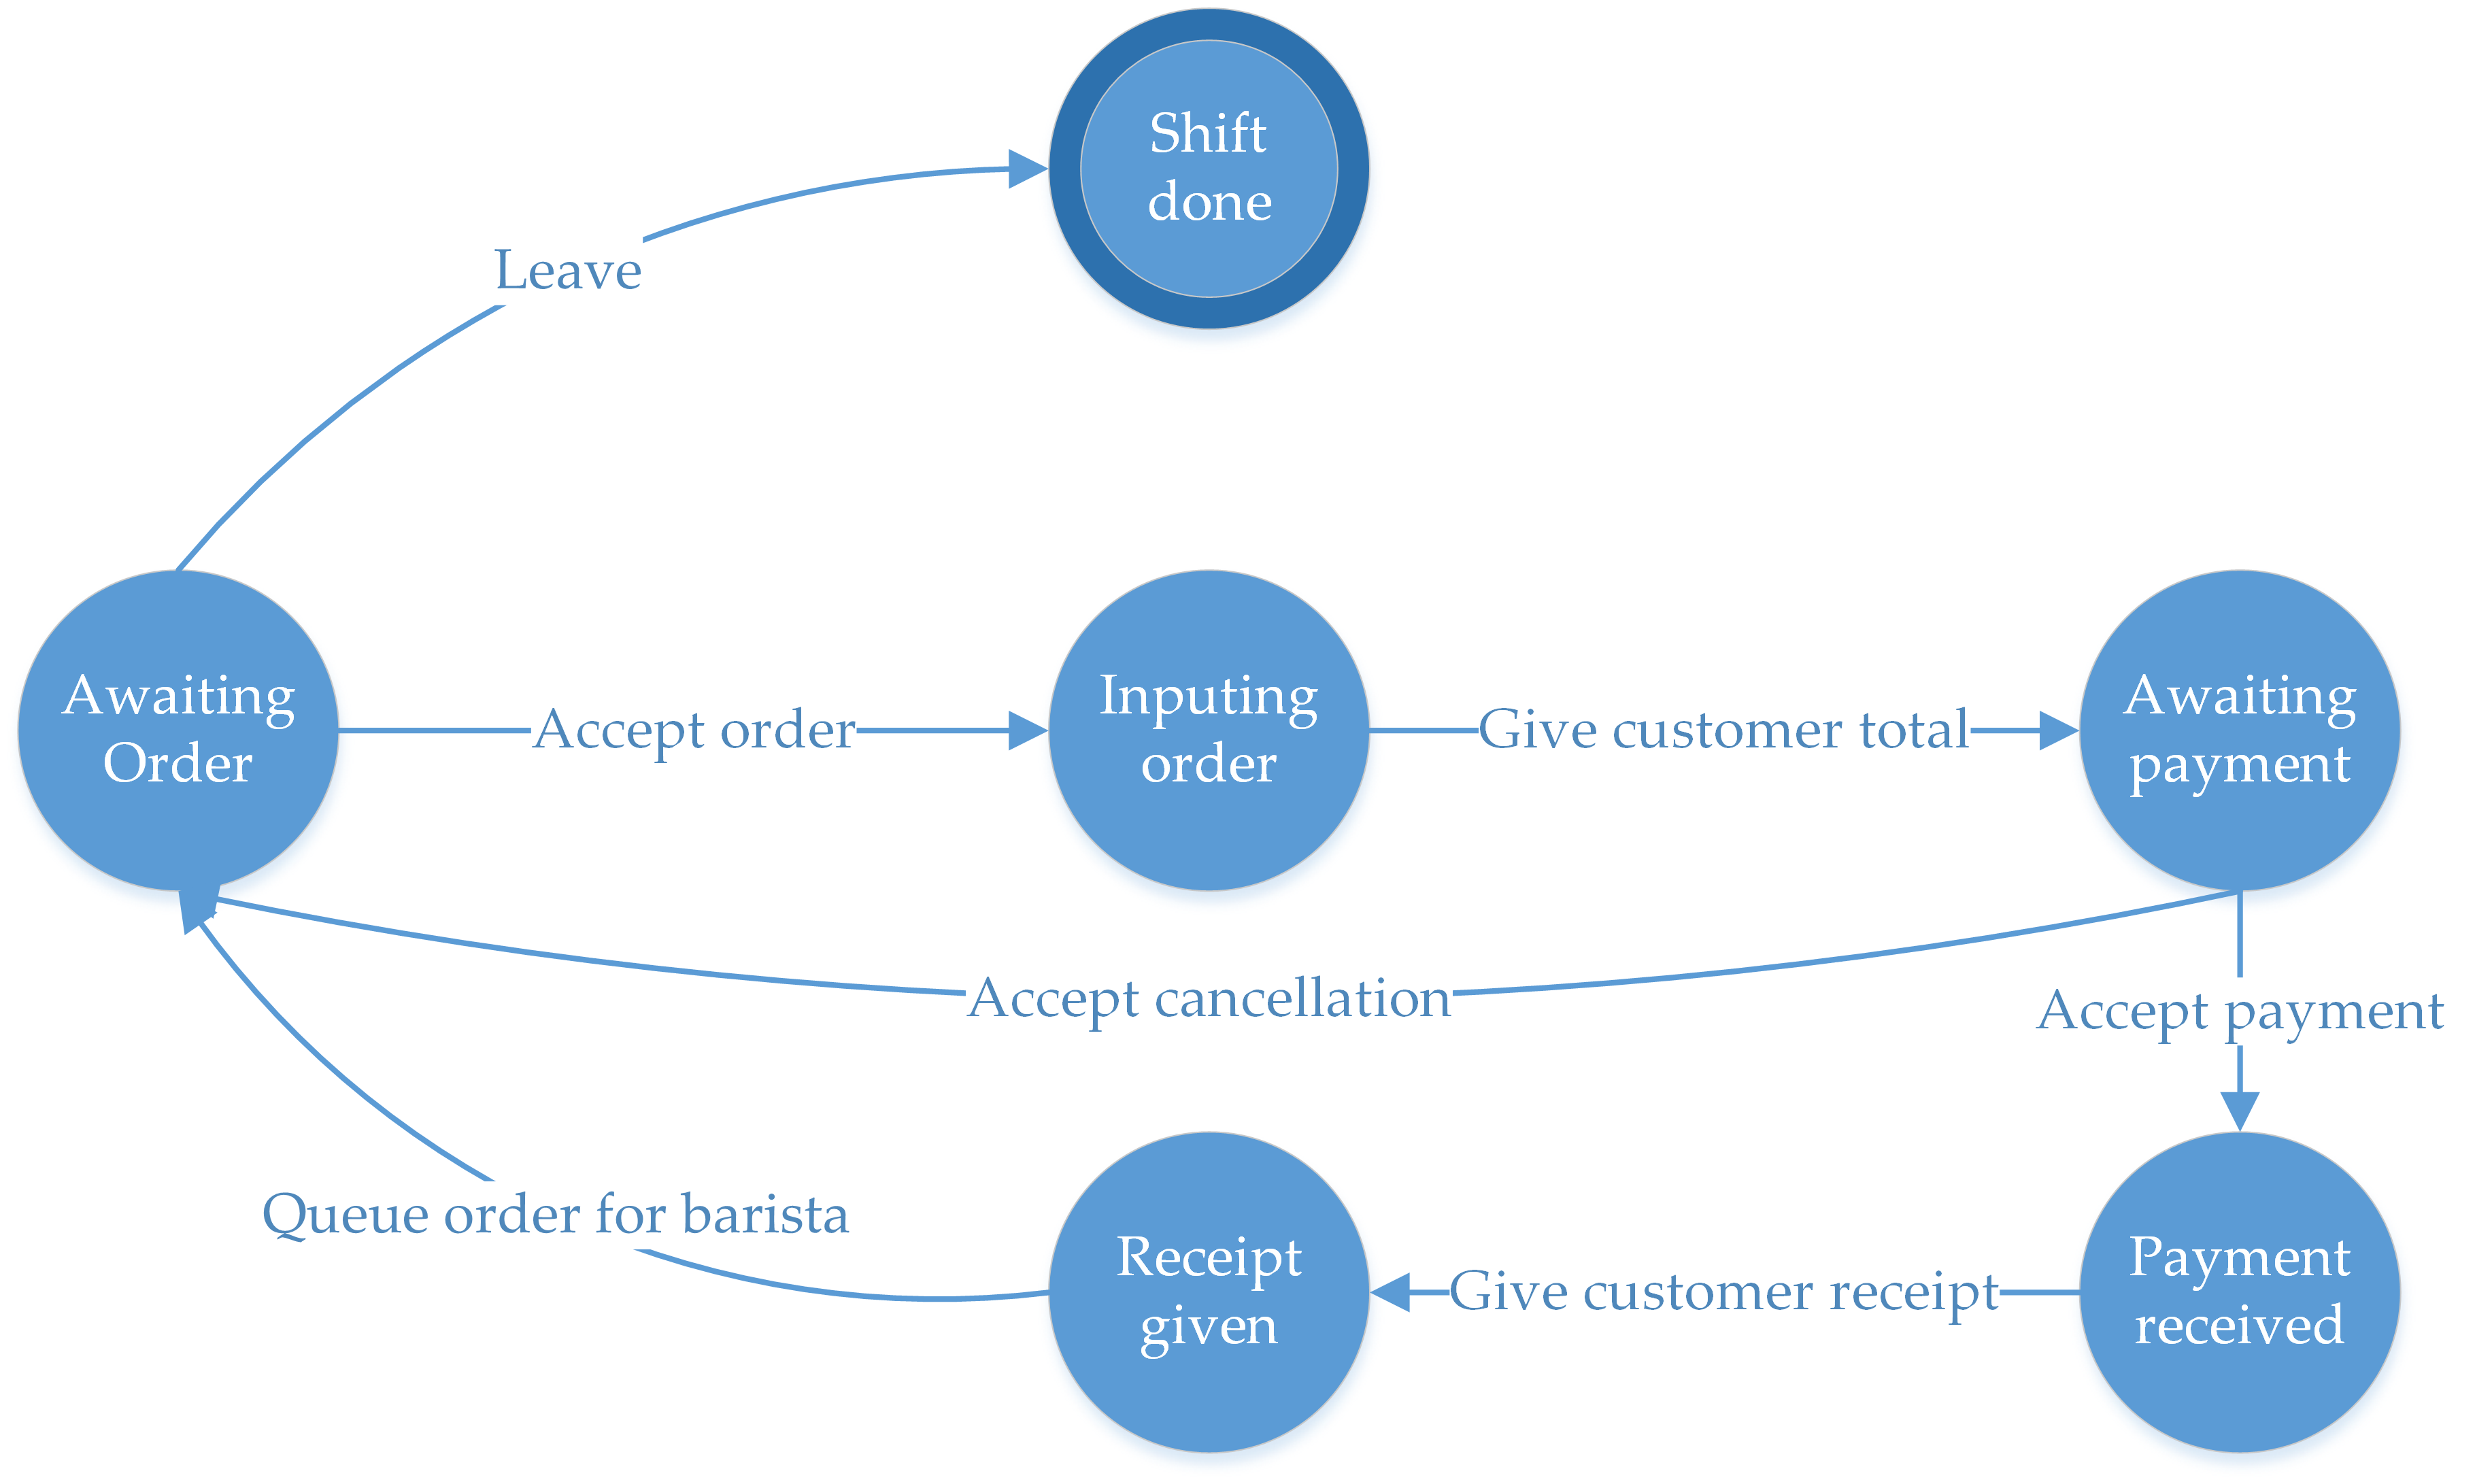 Shift
done
Leave
Awaiting
Order
Accept order
Inputing
order
Give customer total
Awaiting
payment
Accept cancellation
Accept payment
Queue order for barista
Receipt
given
Give customer receipt
Payment
received